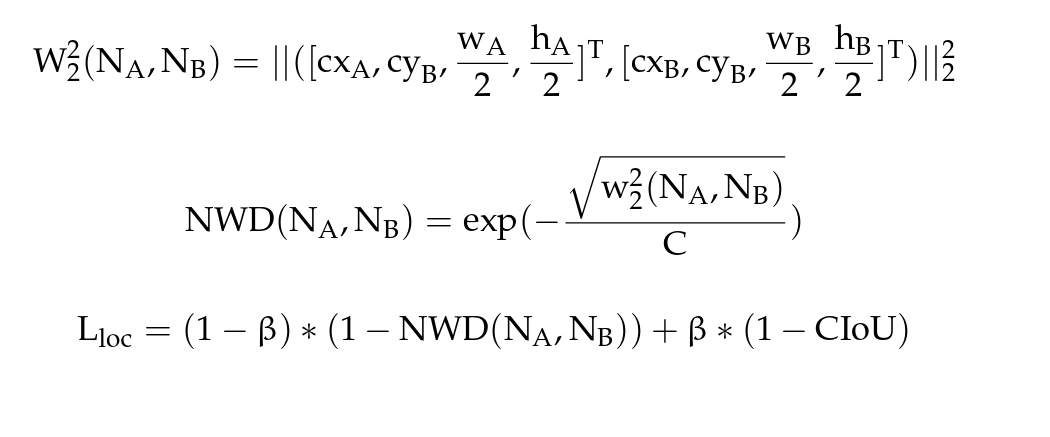 W₂²(N_A, N_B) = ||([cx_A, cy_B, w_A/2, h_A/2]ᵀ, [cx_B, cy_B, w_B/2, h_B/2]ᵀ)||₂²
NWD(N_A, N_B) = exp(−√(w₂²(N_A, N_B))/C)
L_loc = (1 − β) ∗ (1 − NWD(N_A, N_B)) + β ∗ (1 − CIoU)